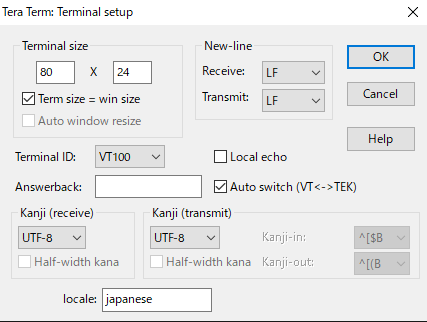 Tera Term: Terminal setup
Terminal size
80 X 24
Term size = win size
Auto window resize
New-line
Receive: LF
Transmit: LF
OK
Cancel
Help
Terminal ID: VT100
Local echo
Answerback:
Auto switch (VT<->TEK)
Kanji (receive)
UTF-8
Half-width kana
Kanji (transmit)
UTF-8
Half-width kana
Kanji-in: ^[$B
Kanji-out: ^[(B
locale: japanese